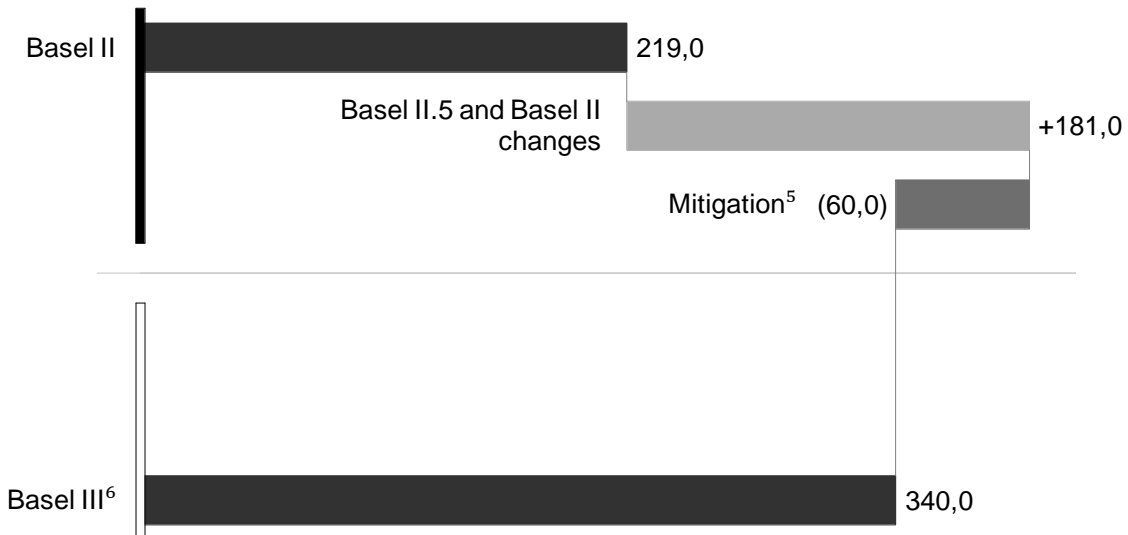 Basel II 219,0
Basel II.5 and Basel II
changes
+181,0
Mitigation⁵ (60,0)
Basel III⁶ 340,0